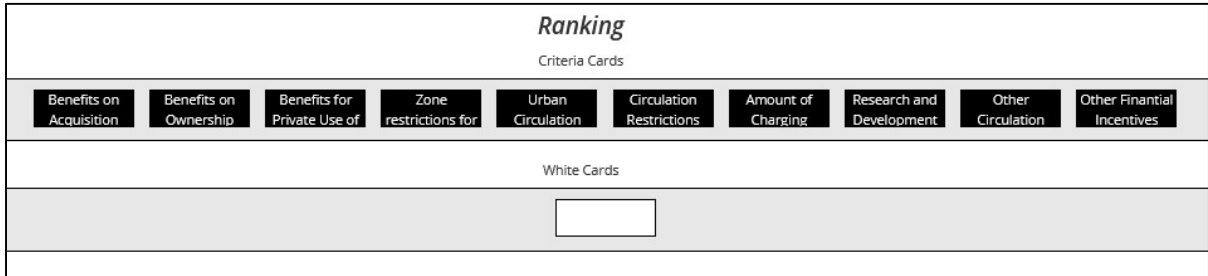 Ranking
Criteria Cards
Benefits on
Acquisition
Benefits on
Ownership
Benefits for
Private Use of
Zone
restrictions for
Urban
Circulation
Circulation
Restrictions
Amount of
Charging
Research and
Development
Other
Circulation
Other Finantial
Incentives
White Cards